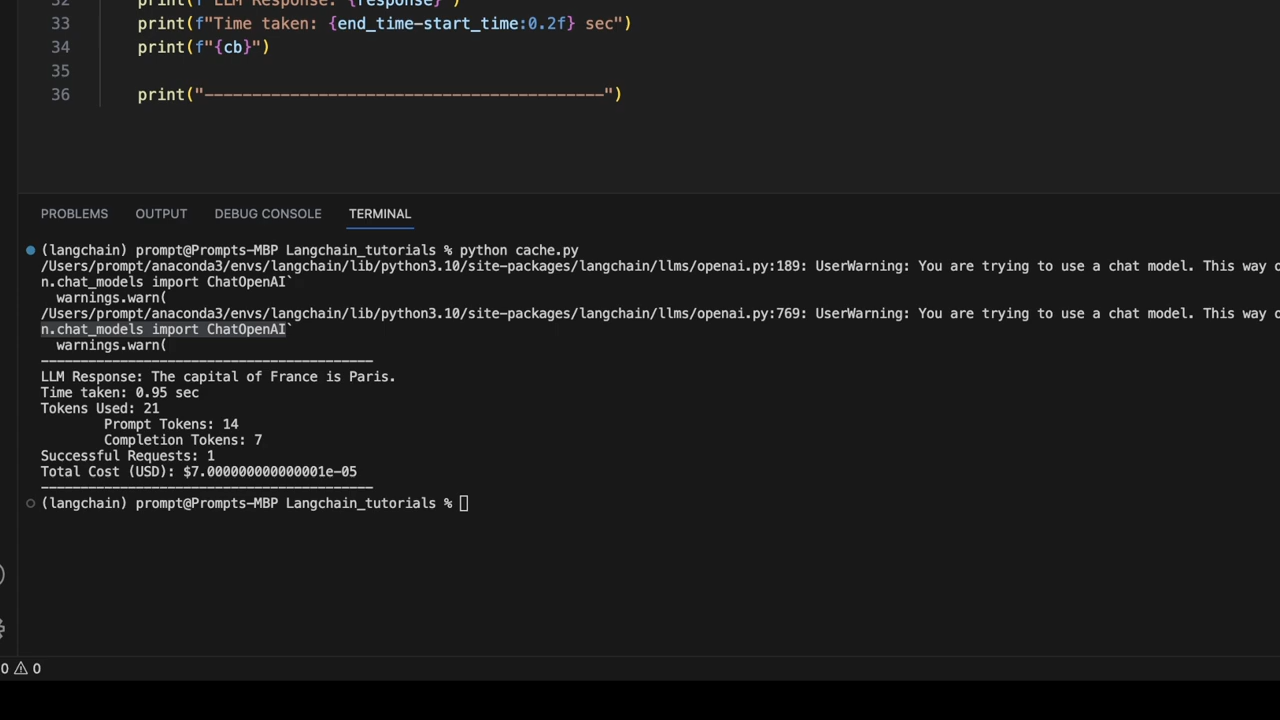 32 print(f"LLM Response: {response}")
33 print(f"Time taken: {end_time-start_time:0.2f} sec")
34 print(f"{cb}")
35
36 print("------------------------------------------")
PROBLEMS OUTPUT DEBUG CONSOLE TERMINAL
(langchain) prompt@Prompts-MBP Langchain_tutorials % python cache.py
/Users/prompt/anaconda3/envs/langchain/lib/python3.10/site-packages/langchain/llms/openai.py:189: UserWarning: You are trying to use a chat model. This way o
n.chat_models import ChatOpenAI`
warnings.warn(
/Users/prompt/anaconda3/envs/langchain/lib/python3.10/site-packages/langchain/llms/openai.py:769: UserWarning: You are trying to use a chat model. This way o
n.chat_models import ChatOpenAI`
warnings.warn(
------------------------------------------
LLM Response: The capital of France is Paris.
Time taken: 0.95 sec
Tokens Used: 21
Prompt Tokens: 14
Completion Tokens: 7
Successful Requests: 1
Total Cost (USD): $7.000000000000001e-05
------------------------------------------
(langchain) prompt@Prompts-MBP Langchain_tutorials %
0 0